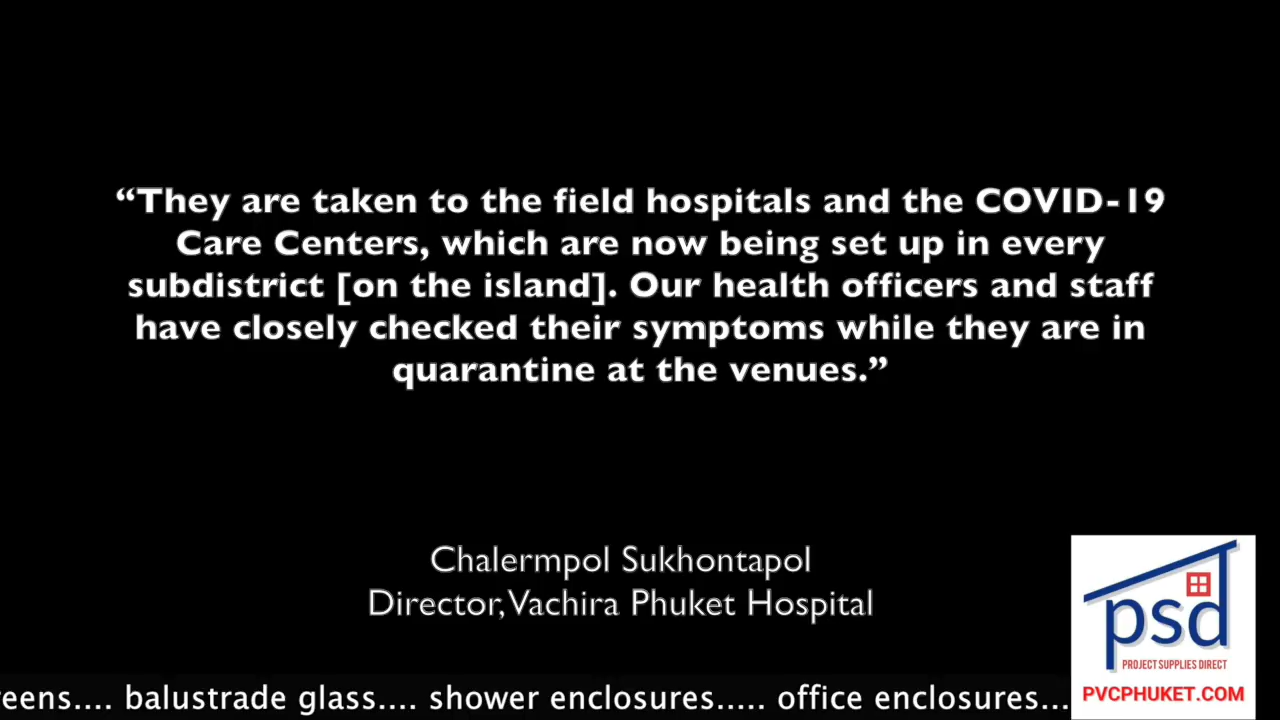 “They are taken to the field hospitals and the COVID-19
Care Centers, which are now being set up in every
subdistrict [on the island]. Our health officers and staff
have closely checked their symptoms while they are in
quarantine at the venues.”
Chalermpol Sukhontapol
Director, Vachira Phuket Hospital
psd
PROJECT SUPPLIES DIRECT
PVCPHUKET.COM
reens.... balustrade glass.... shower enclosures..... office enclosures...